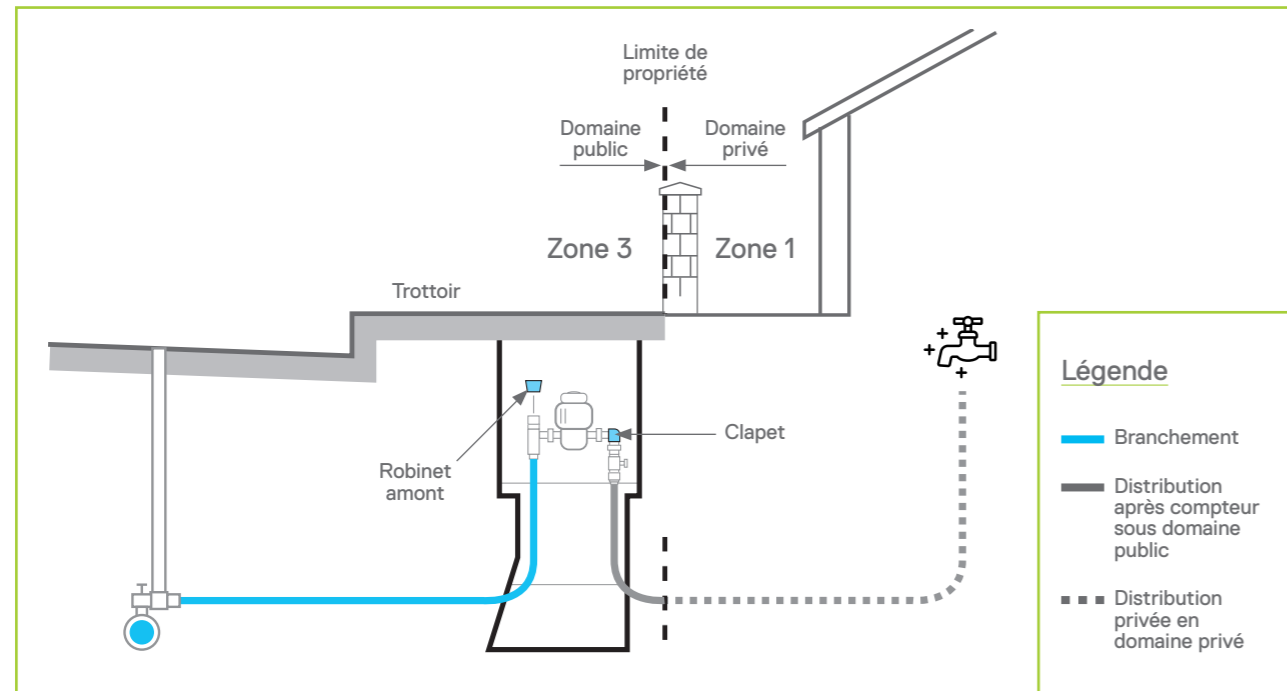 Limite de
propriété
Domaine
public
Domaine
privé
Zone 3
Zone 1
Trottoir
Robinet
amont
Clapet
Légende
Branchement
Distribution
après compteur
sous domaine
public
Distribution
privée en
domaine privé